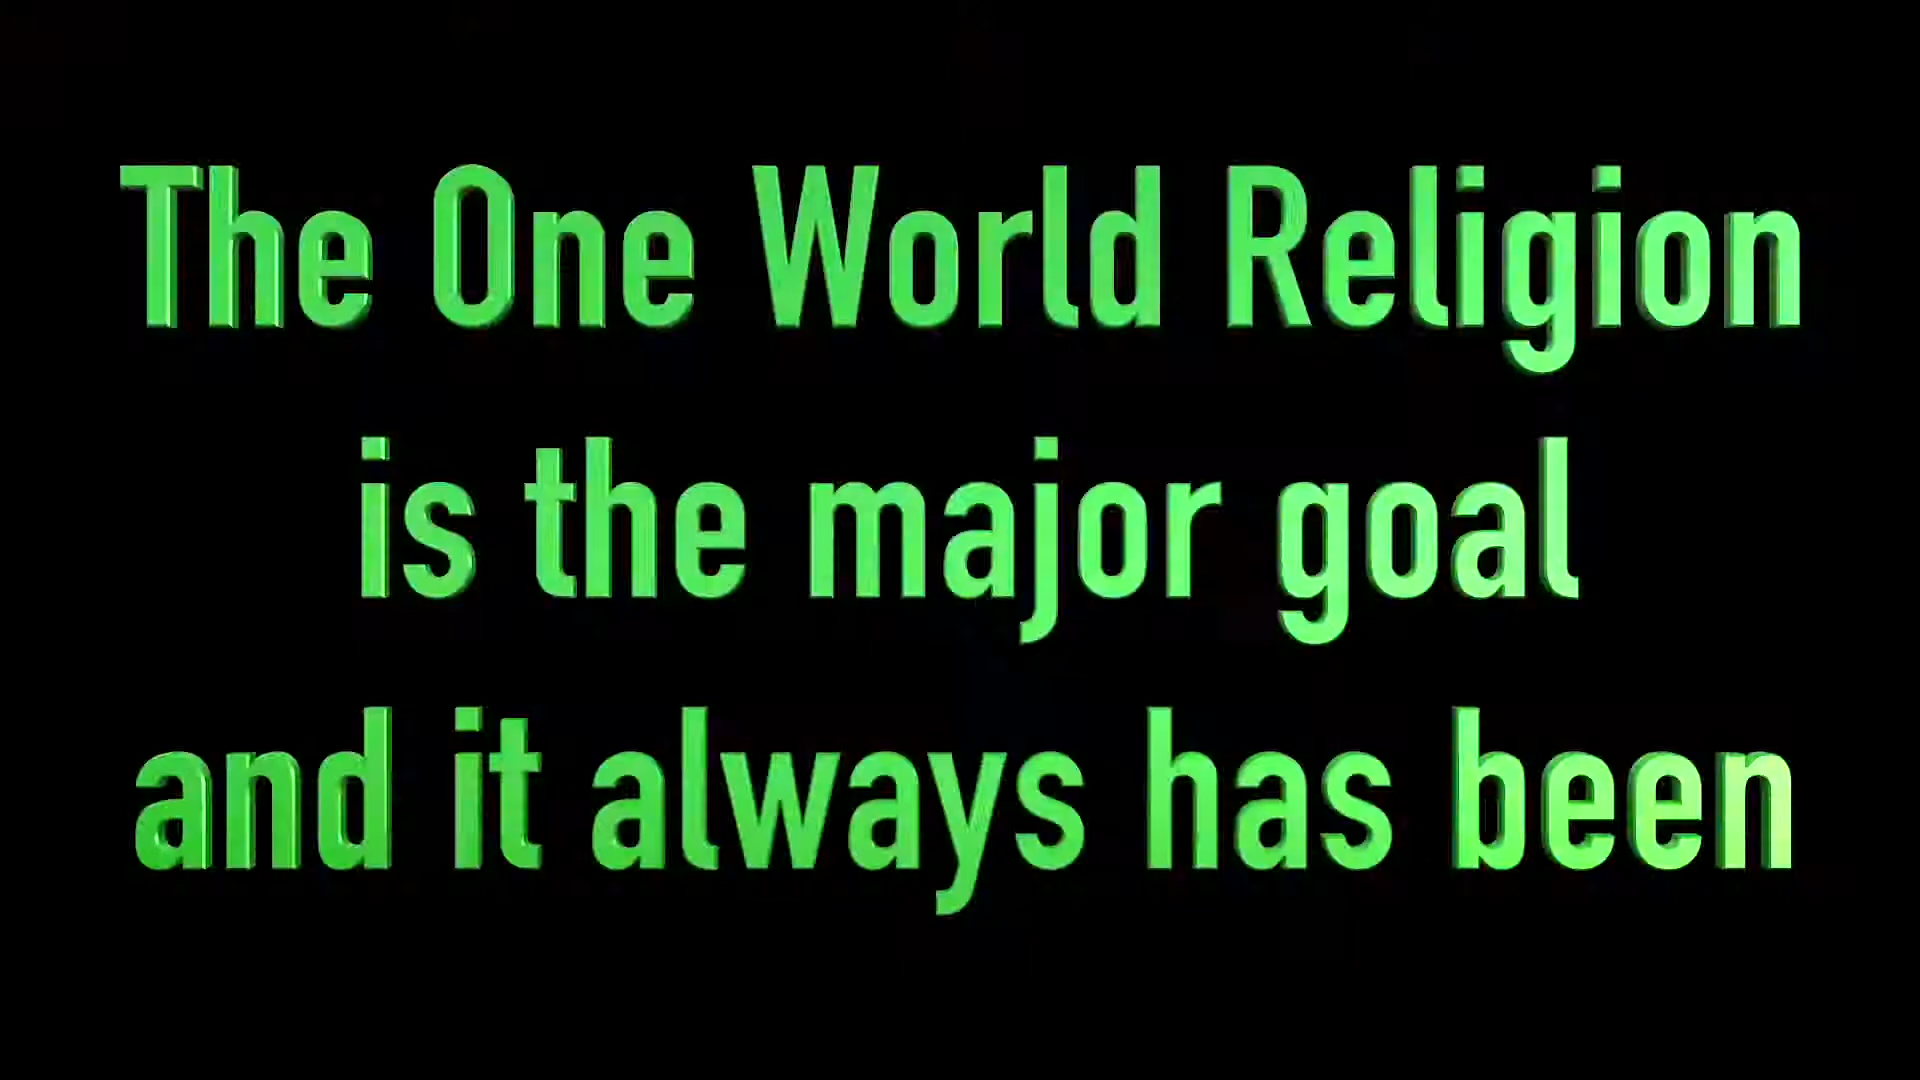 The One World Religion
is the major goal
and it always has been